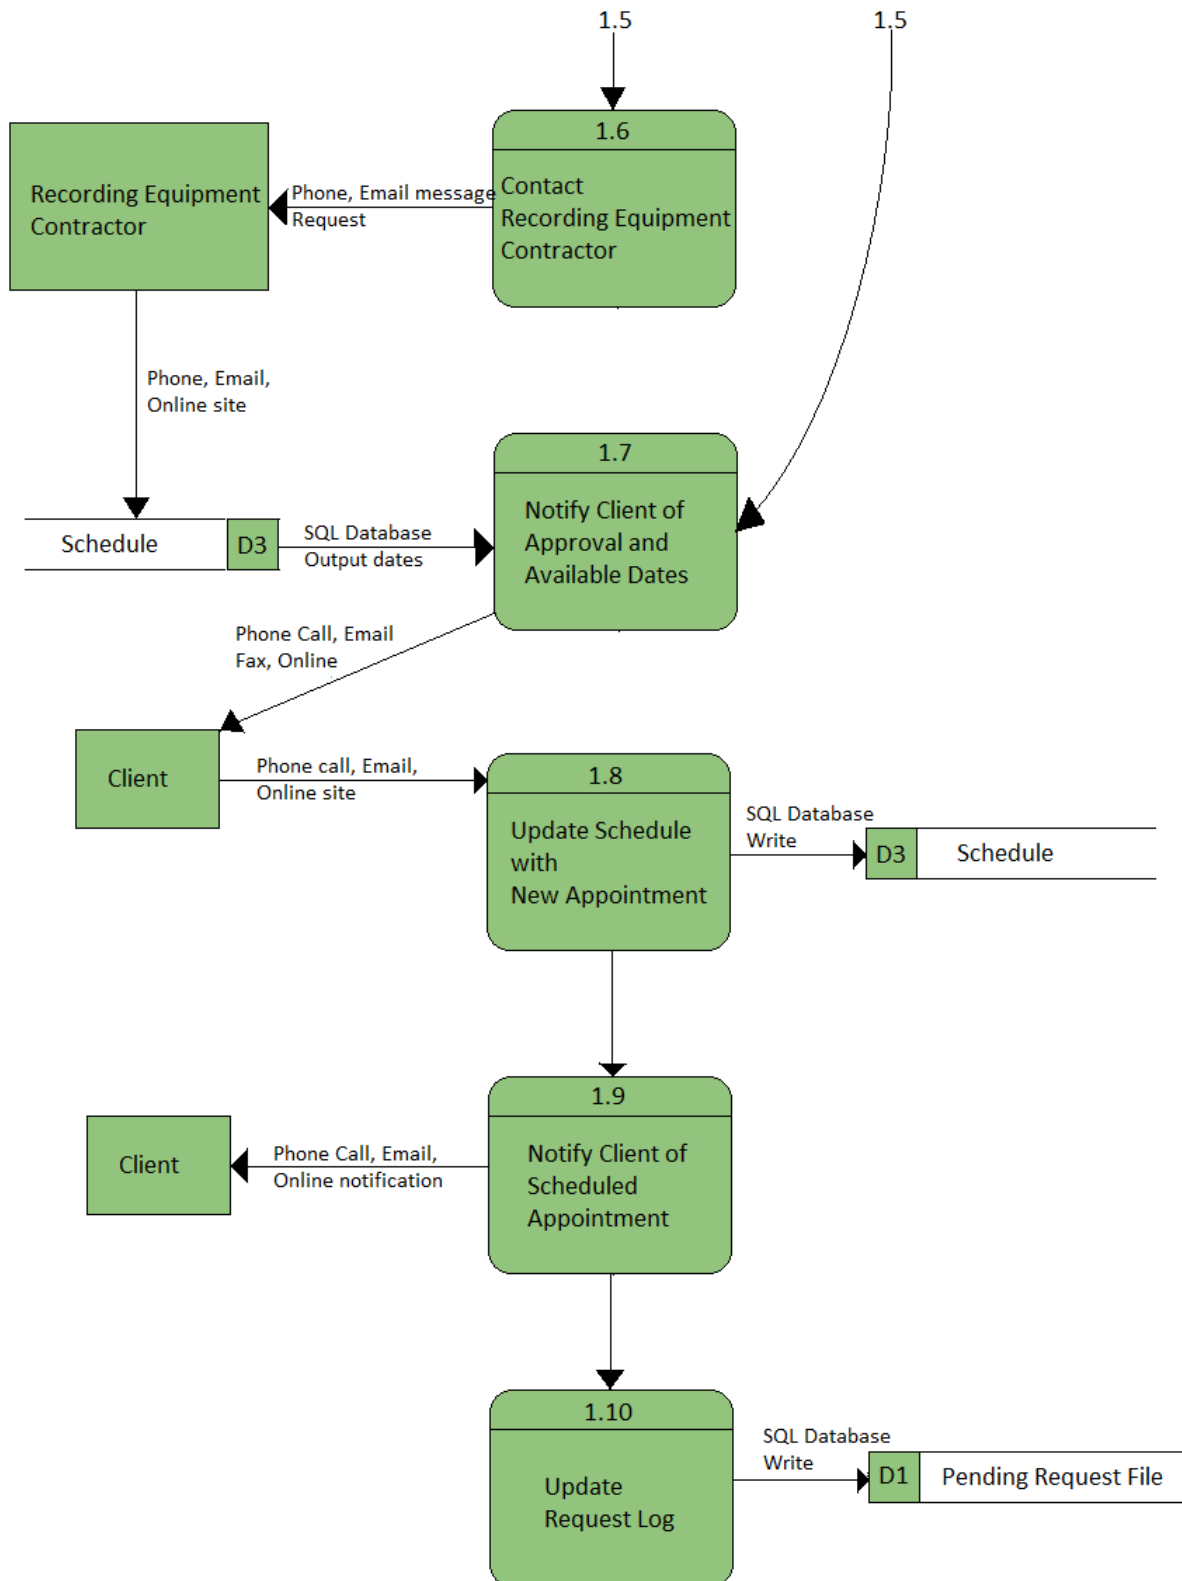 1.5
1.5
1.6
Contact
Recording Equipment
Contractor
Phone, Email message
Request
Recording Equipment
Contractor
Phone, Email,
Online site
1.7
Notify Client of
Approval and
Available Dates
Schedule
D3
SQL Database
Output dates
Phone Call, Email
Fax, Online
Client
Phone call, Email,
Online site
1.8
Update Schedule
with
New Appointment
SQL Database
Write
D3
Schedule
1.9
Notify Client of
Scheduled
Appointment
Phone Call, Email,
Online notification
Client
1.10
Update
Request Log
SQL Database
Write
D1
Pending Request File